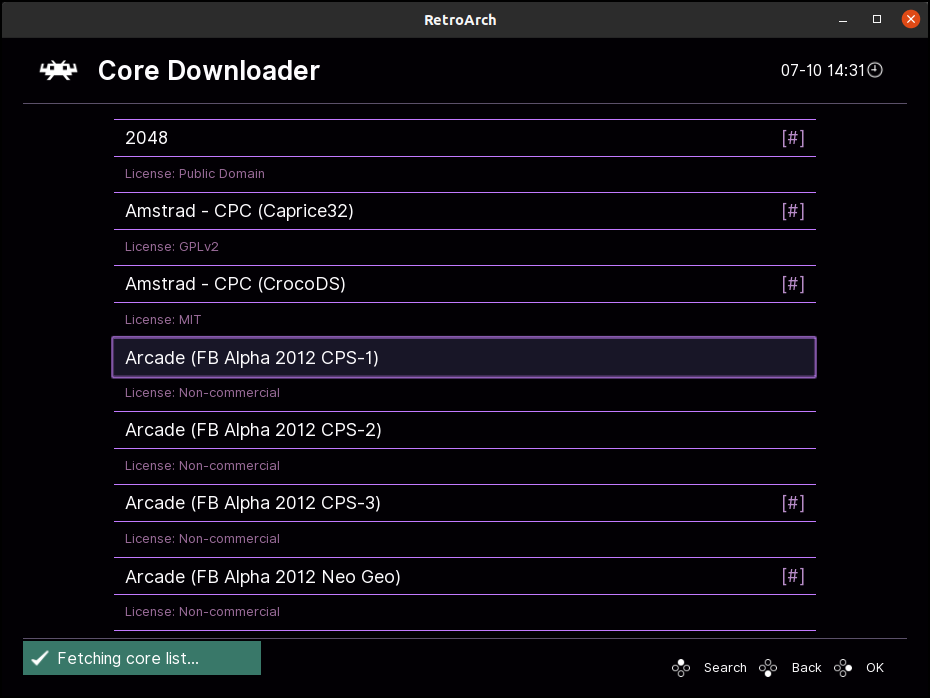 RetroArch
Core Downloader
07-10 14:31
2048 [#]
License: Public Domain
Amstrad - CPC (Caprice32) [#]
License: GPLv2
Amstrad - CPC (CrocoDS) [#]
License: MIT
Arcade (FB Alpha 2012 CPS-1)
License: Non-commercial
Arcade (FB Alpha 2012 CPS-2)
License: Non-commercial
Arcade (FB Alpha 2012 CPS-3) [#]
License: Non-commercial
Arcade (FB Alpha 2012 Neo Geo) [#]
License: Non-commercial
Fetching core list...
Search Back OK